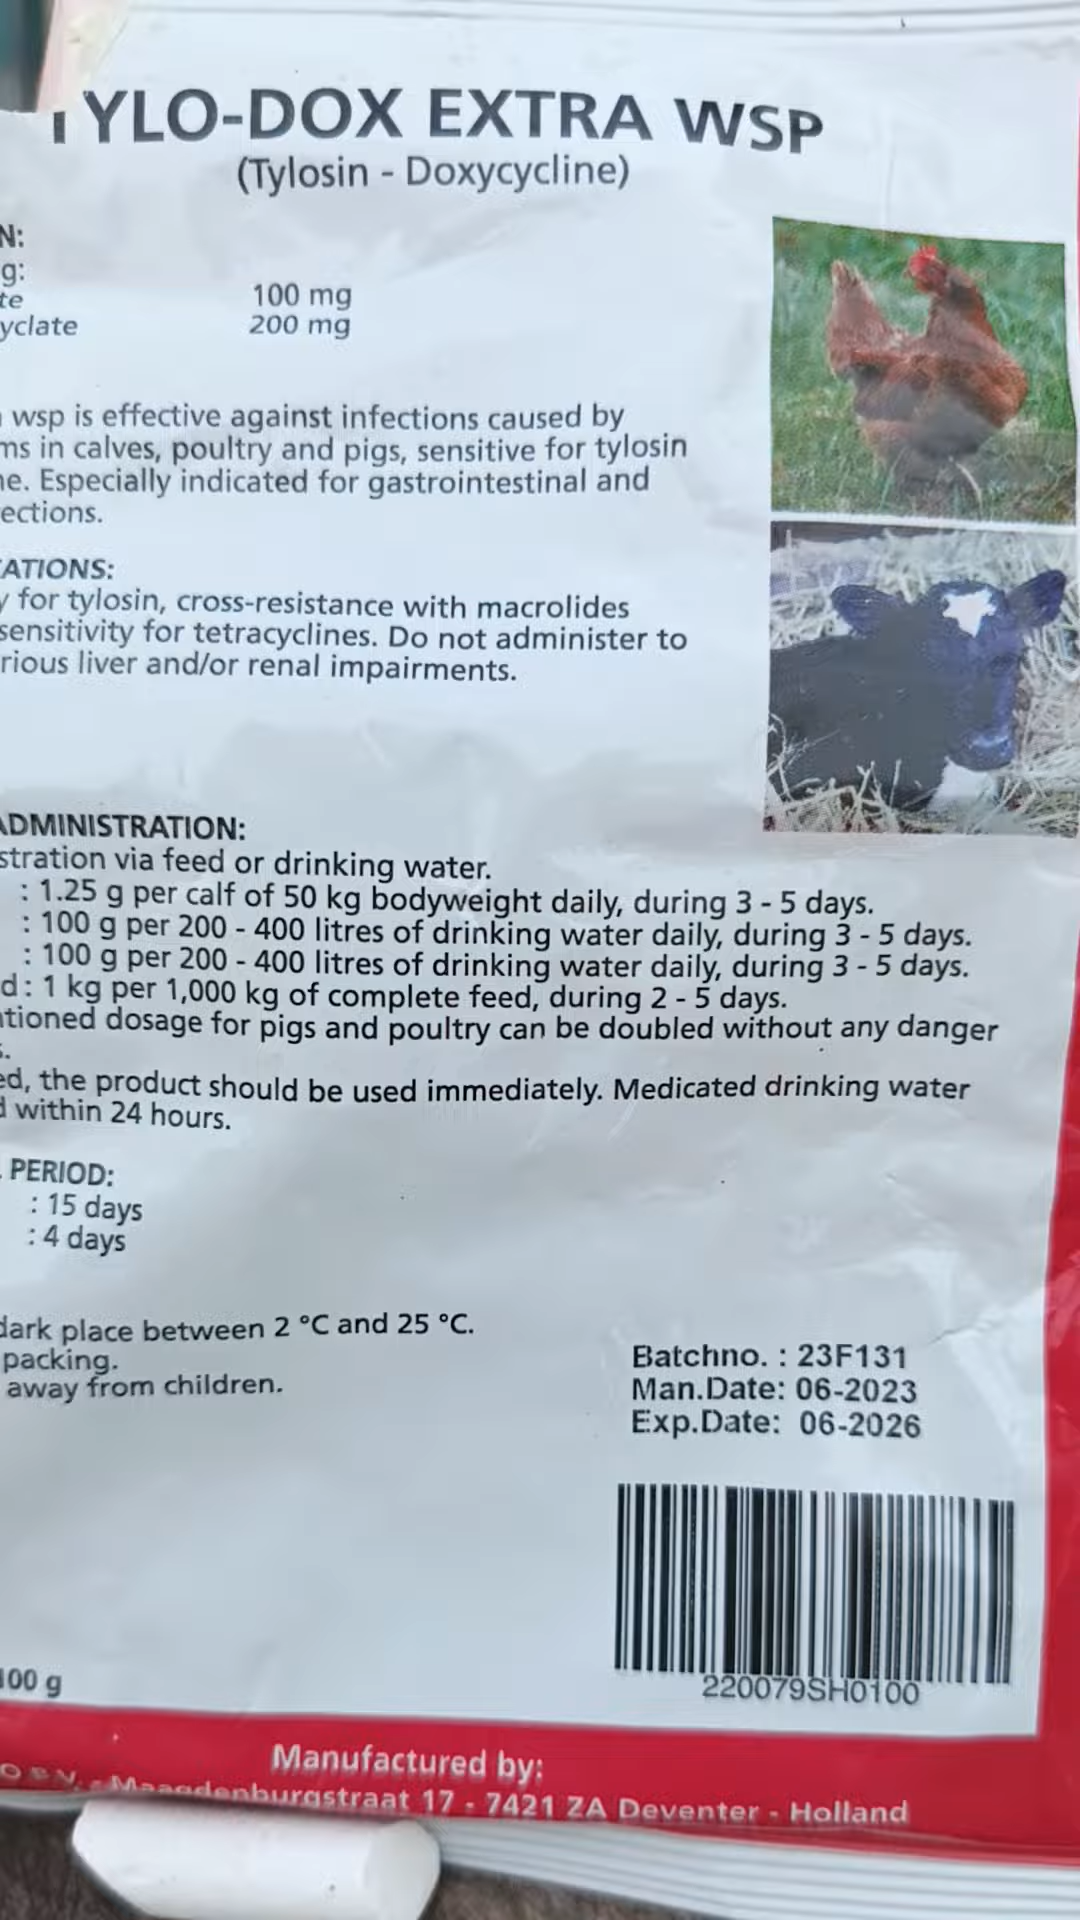 TYLO-DOX EXTRA WSP
(Tylosin - Doxycycline)
N:
g:
te 100 mg
yclate 200 mg
wsp is effective against infections caused by
ms in calves, poultry and pigs, sensitive for tylosin
ne. Especially indicated for gastrointestinal and
ections.
ATIONS:
y for tylosin, cross-resistance with macrolides
sensitivity for tetracyclines. Do not administer to
rious liver and/or renal impairments.
ADMINISTRATION:
stration via feed or drinking water.
: 1.25 g per calf of 50 kg bodyweight daily, during 3 - 5 days.
: 100 g per 200 - 400 litres of drinking water daily, during 3 - 5 days.
: 100 g per 200 - 400 litres of drinking water daily, during 3 - 5 days.
d: 1 kg per 1,000 kg of complete feed, during 2 - 5 days.
tioned dosage for pigs and poultry can be doubled without any danger
s.
ed, the product should be used immediately. Medicated drinking water
d within 24 hours.
PERIOD:
: 15 days
: 4 days
dark place between 2 °C and 25 °C.
packing.
away from children.
Batchno. : 23F131
Man.Date: 06-2023
Exp.Date: 06-2026
220079SH0100
100 g
Manufactured by:
B.V. - Maagdenburgstraat 17 - 7421 ZA Deventer - Holland